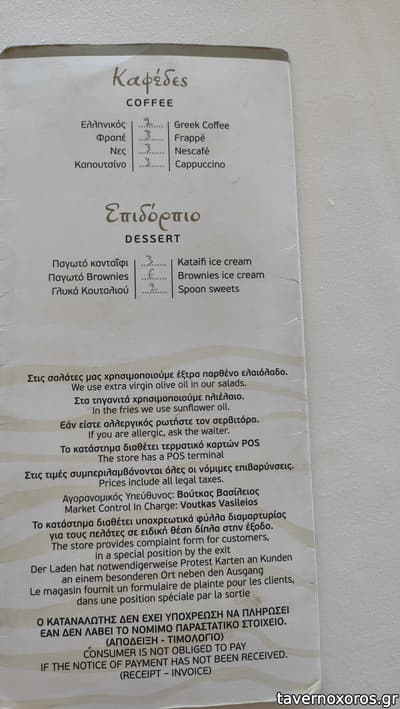 Καφέδες
COFFEE
Ελληνικός 2 Greek Coffee
Φραπέ 3 Frappé
Νες 3 Nescafé
Καπουτσίνο 3 Cappuccino
Επιδόρπιο
DESSERT
Παγωτό κανταΐφι 3 Kataifi ice cream
Παγωτό Brownies Brownies ice cream
Γλυκά Κουταλιού 2 Spoon sweets
Στις σαλάτες μας χρησιμοποιούμε έξτρα παρθένο ελαιόλαδο.
We use extra virgin olive oil in our salads.
Στα τηγανιτά χρησιμοποιούμε ηλιέλαιο.
In the fries we use sunflower oil.
Εάν είστε αλλεργικός ρωτήστε τον σερβιτόρο.
If you are allergic, ask the waiter.
Το κατάστημα διαθέτει τερματικό καρτών POS
The store has a POS terminal
Στις τιμές συμπεριλαμβάνονται όλες οι νόμιμες επιβαρύνσεις.
Prices include all legal taxes.
Αγορανομικός Υπεύθυνος: Βούτκας Βασίλειος
Market Control In Charge: Voutkas Vasileios
Το κατάστημα διαθέτει υποχρεωτικά φύλλα διαμαρτυρίας
για τους πελάτες σε ειδική θέση δίπλα στην έξοδο.
The store provides complaint form for customers,
in a special position by the exit
Der Laden hat notwendigerweise Protest Karten an Kunden
an einem besonderen Ort neben den Ausgang
Le magasin fournit un formulaire de plainte pour les clients,
dans une position spéciale par la sortie
Ο ΚΑΤΑΝΑΛΩΤΗΣ ΔΕΝ ΕΧΕΙ ΥΠΟΧΡΕΩΣΗ ΝΑ ΠΛΗΡΩΣΕΙ
ΕΑΝ ΔΕΝ ΛΑΒΕΙ ΤΟ ΝΟΜΙΜΟ ΠΑΡΑΣΤΑΤΙΚΟ ΣΤΟΙΧΕΙΟ.
(ΑΠΟΔΕΙΞΗ - ΤΙΜΟΛΟΓΙΟ)
CONSUMER IS NOT OBLIGED TO PAY
IF THE NOTICE OF PAYMENT HAS NOT BEEN RECEIVED.
(RECEIPT – INVOICE)
tavernoxoros.gr